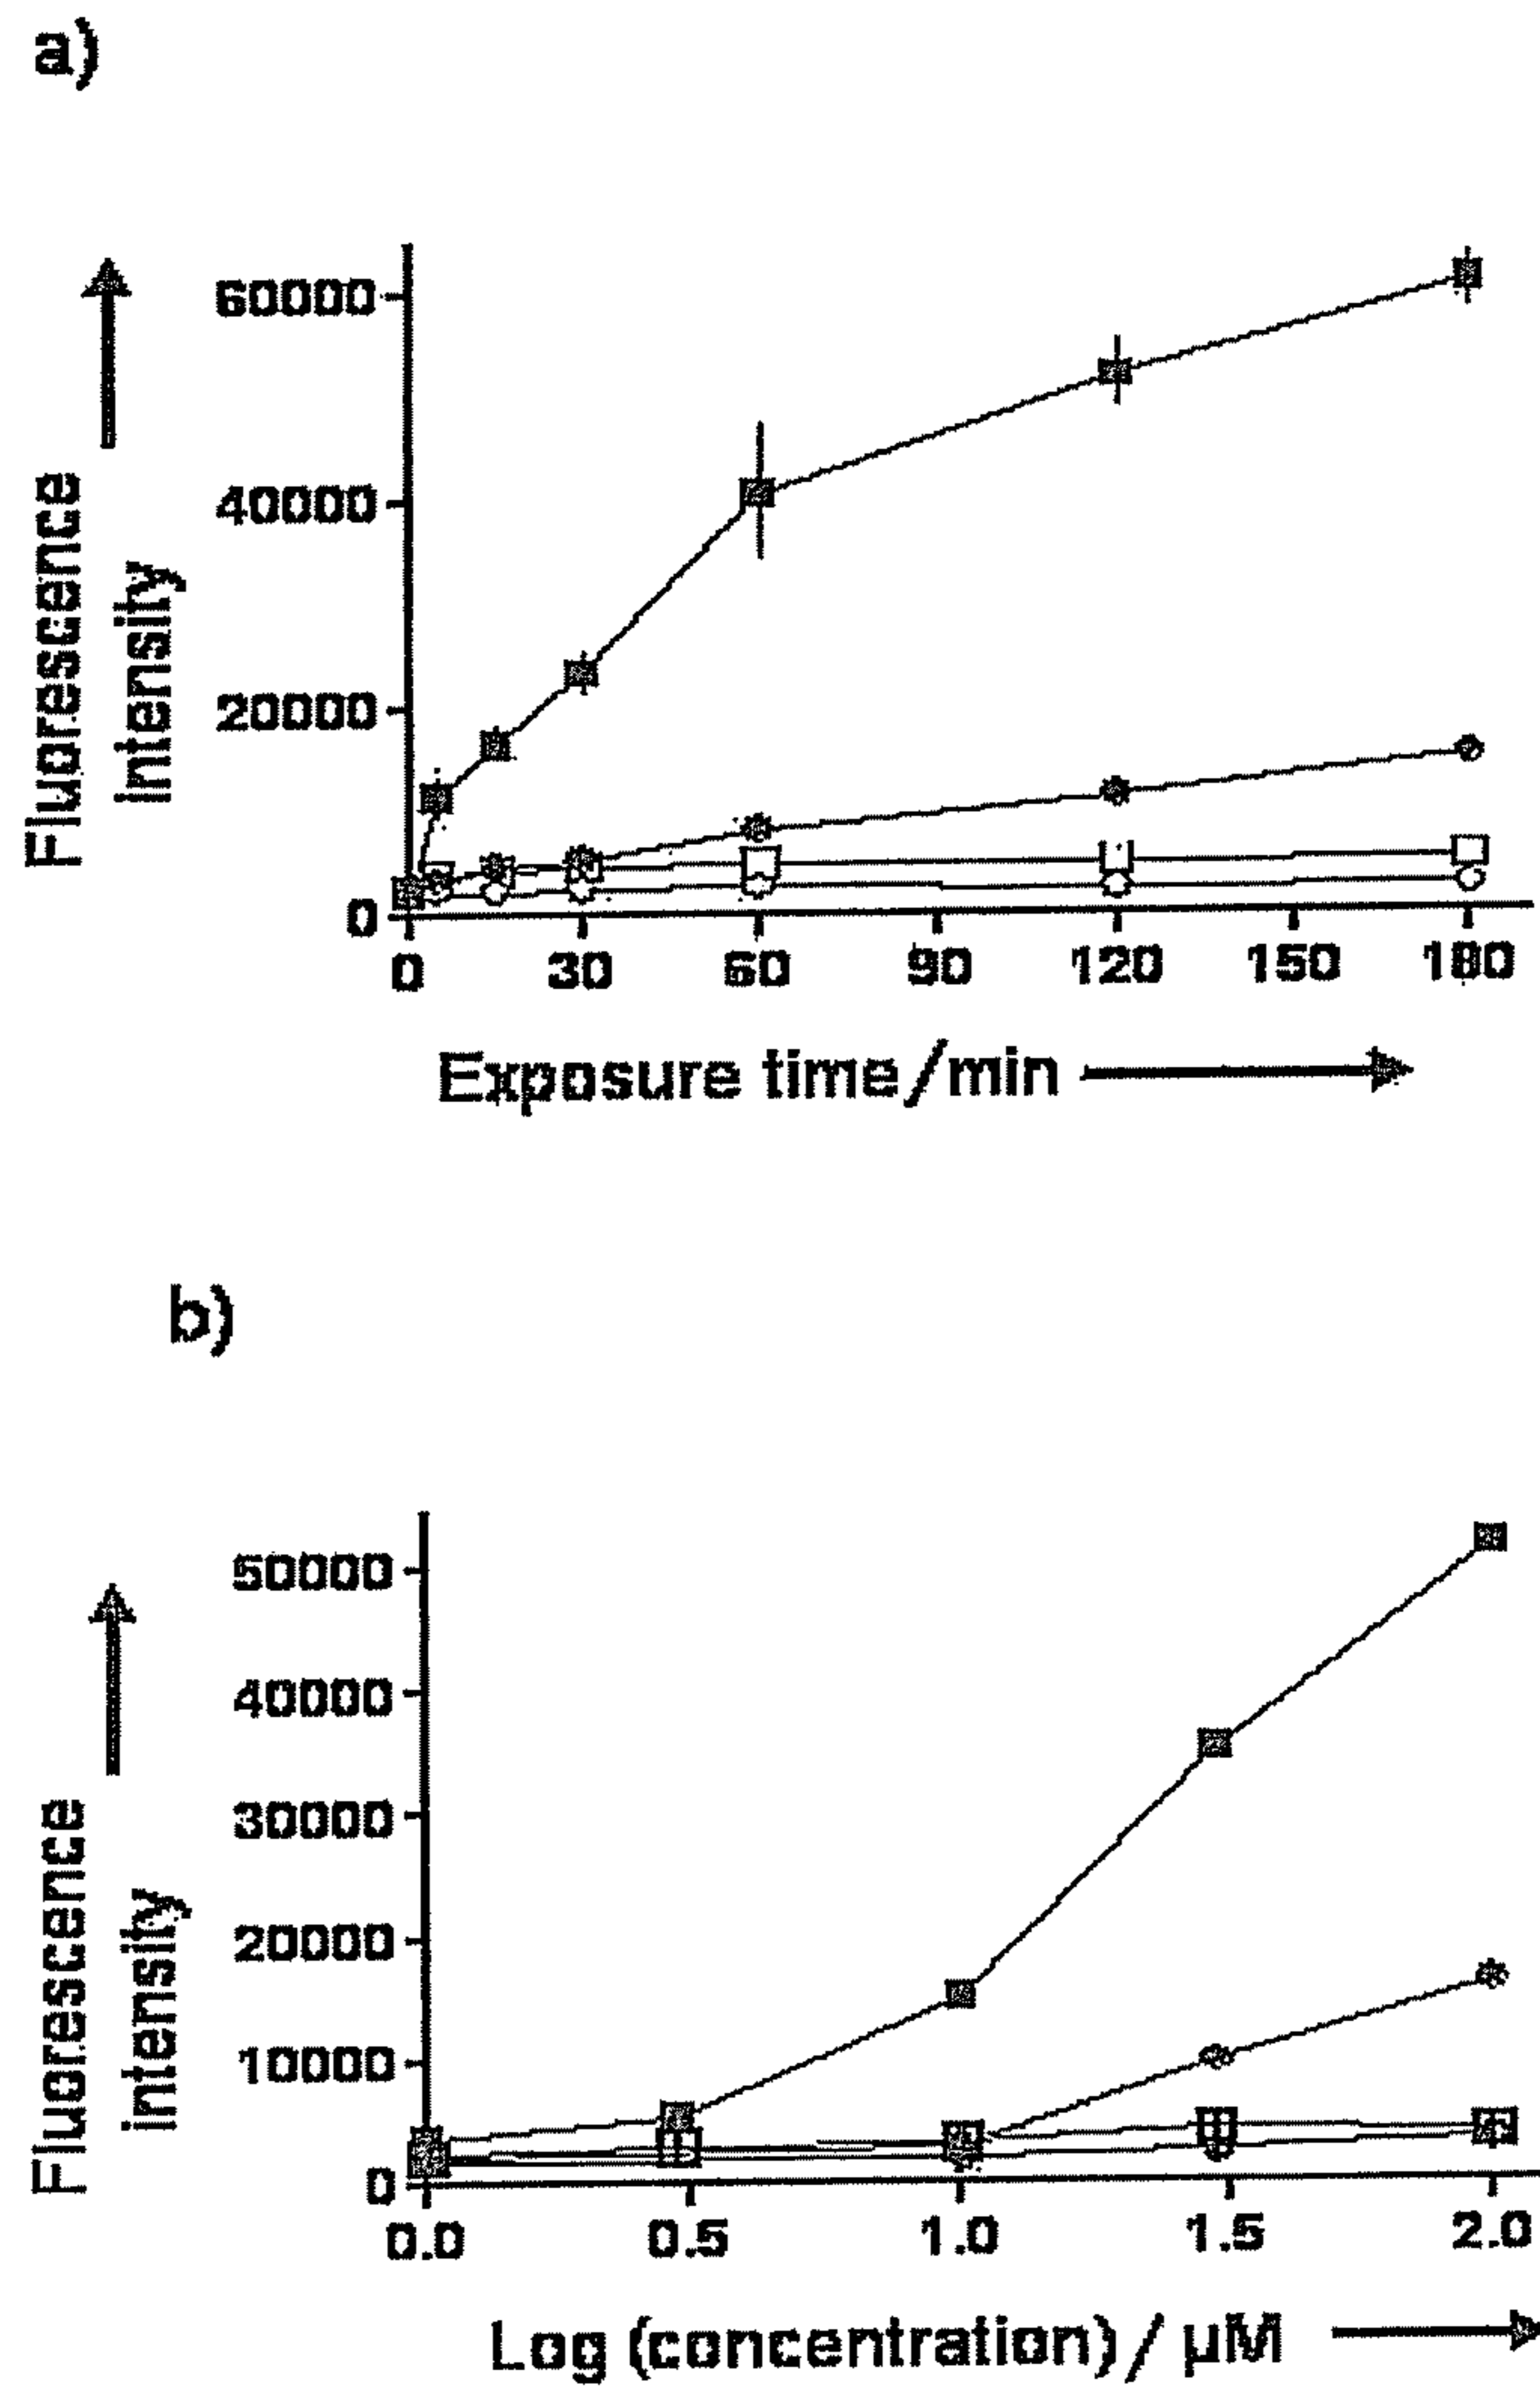 a)
60000
40000
20000
0
Fluorescence
intensity
0 30 60 90 120 150 180
Exposure time/min
b)
50000
40000
30000
20000
10000
0
Fluorescence
intensity
0.0 0.5 1.0 1.5 2.0
Log (concentration)/ µM